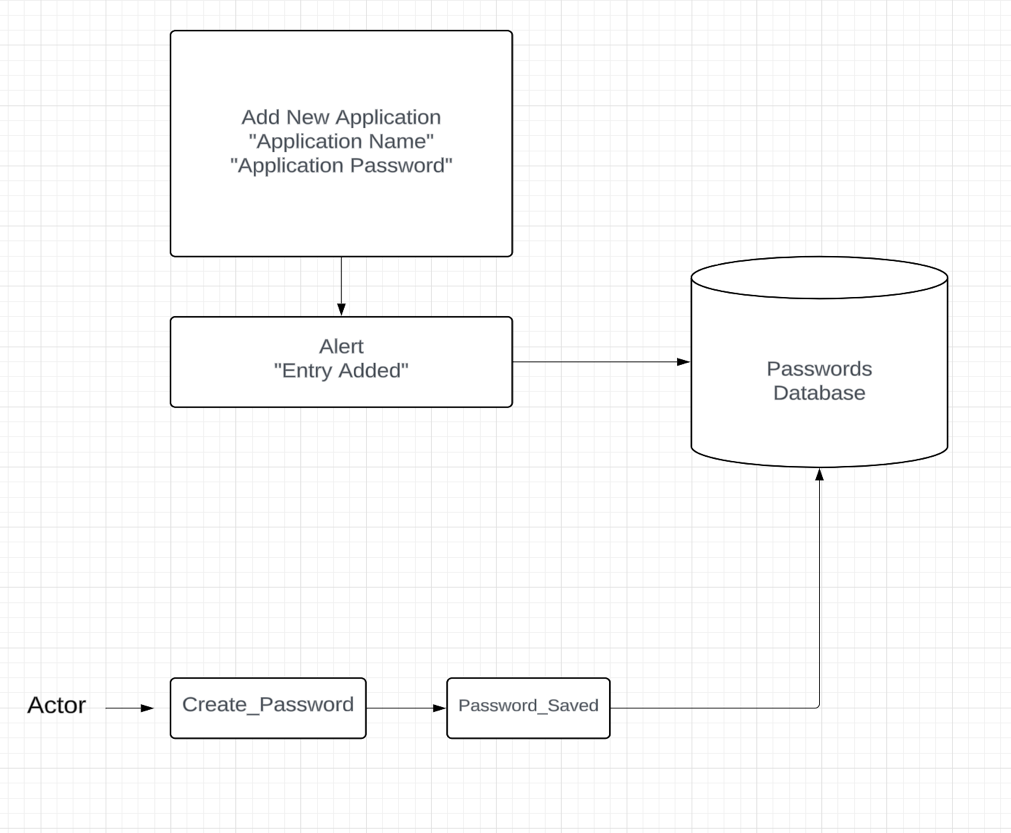 Add New Application
"Application Name"
"Application Password"
Alert
"Entry Added"
Passwords
Database
Actor
Create_Password
Password_Saved